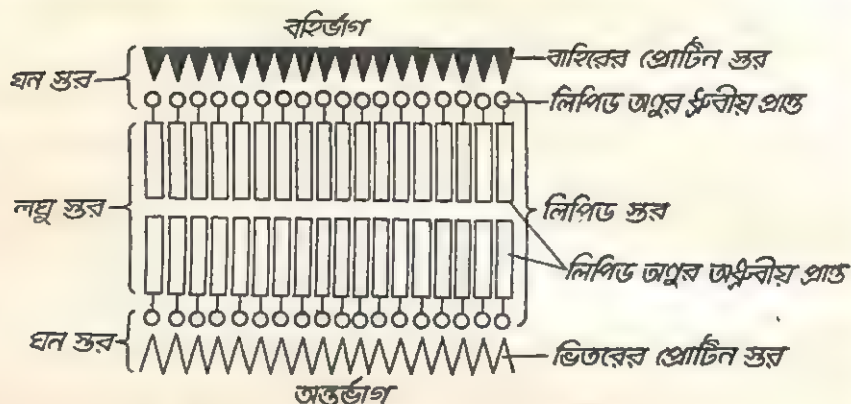 বহির্ভাগ
বাহিরের প্রোটিন স্তর
ঘন স্তর
লিপিড অণুর ধ্রুবীয় প্রান্ত
লঘু স্তর
লিপিড স্তর
লিপিড অণুর অধ্রুবীয় প্রান্ত
ঘন স্তর
ভিতরের প্রোটিন স্তর
অন্তর্ভাগ